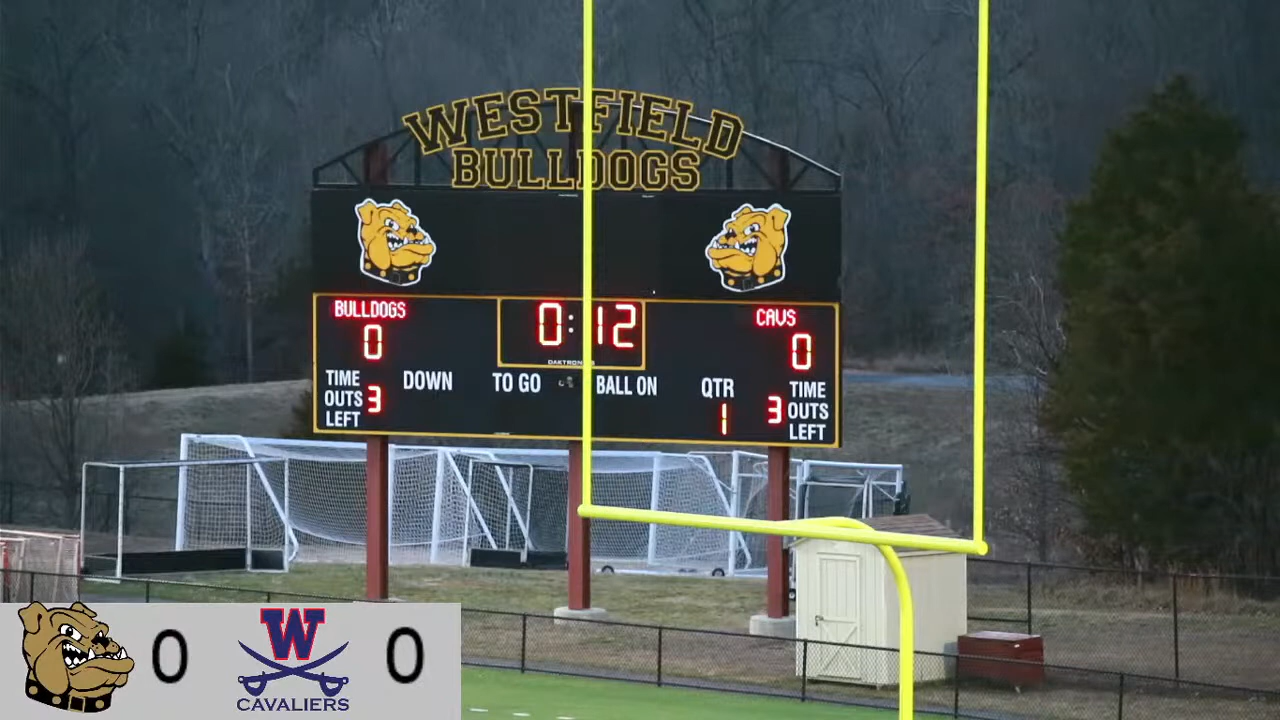 WESTFIELD
BULLDOGS
BULLDOGS 0:12 CAVS
0 0
DAKTRONICS
TIME OUTS LEFT 3 DOWN TO GO BALL ON QTR 1 3 TIME OUTS LEFT
0 W CAVALIERS 0